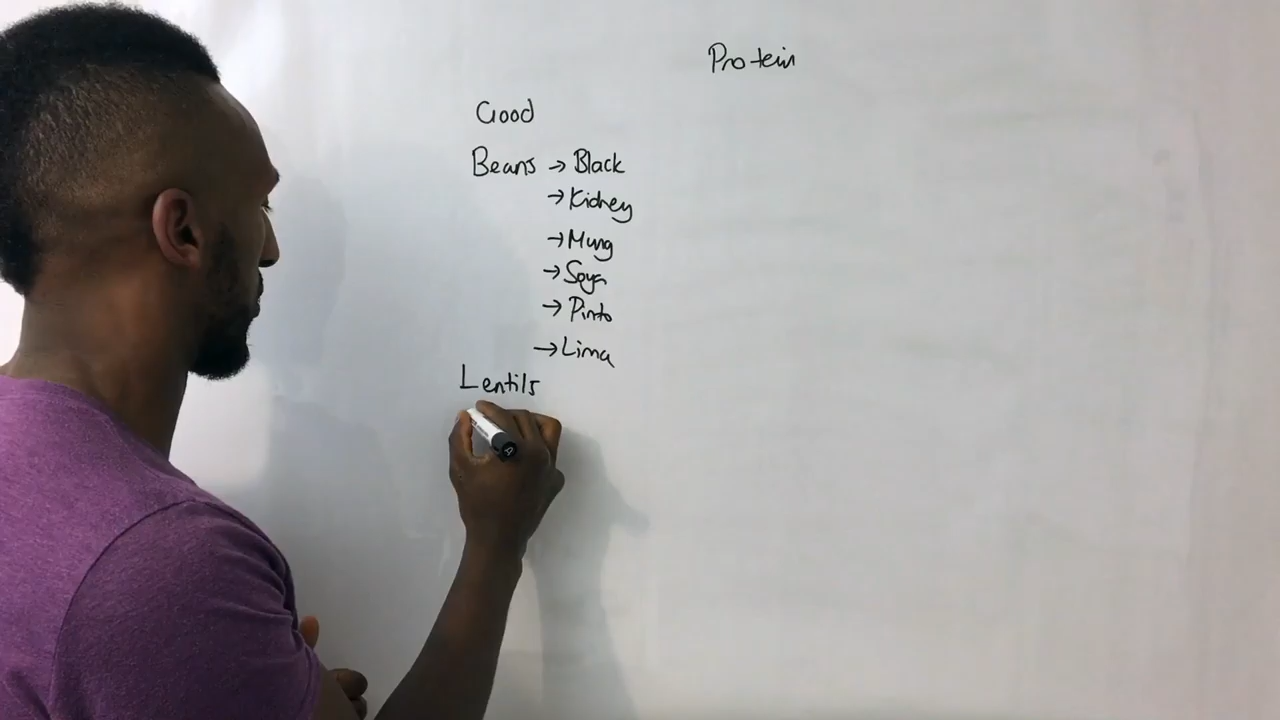 Protein
Good
Beans → Black
→ Kidney
→ Mung
→ Soya
→ Pinto
→ Lima
Lentils